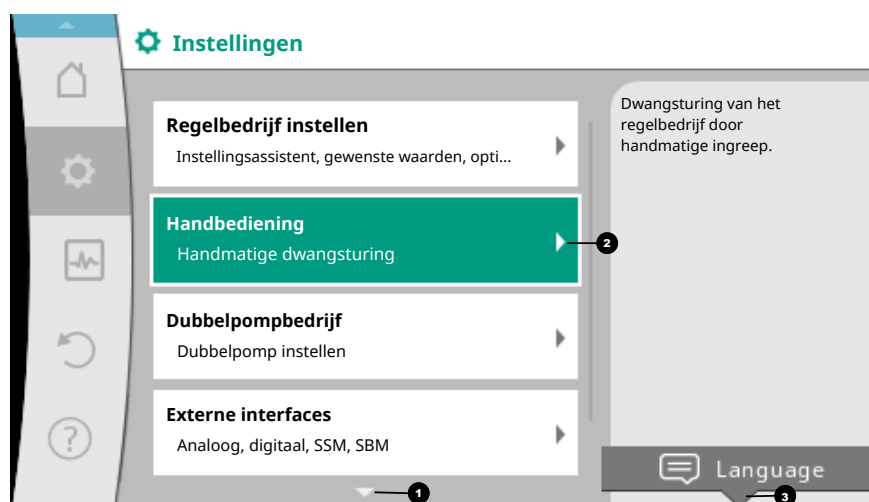 Instellingen
Regelbedrijf instellen
Instellingsassistent, gewenste waarden, opti...
Handbediening
Handmatige dwangsturing
2
Dubbelpompbedrijf
Dubbelpomp instellen
Externe interfaces
Analoog, digitaal, SSM, SBM
1
Dwangsturing van het
regelbedrijf door
handmatige ingreep.
?
Language
3